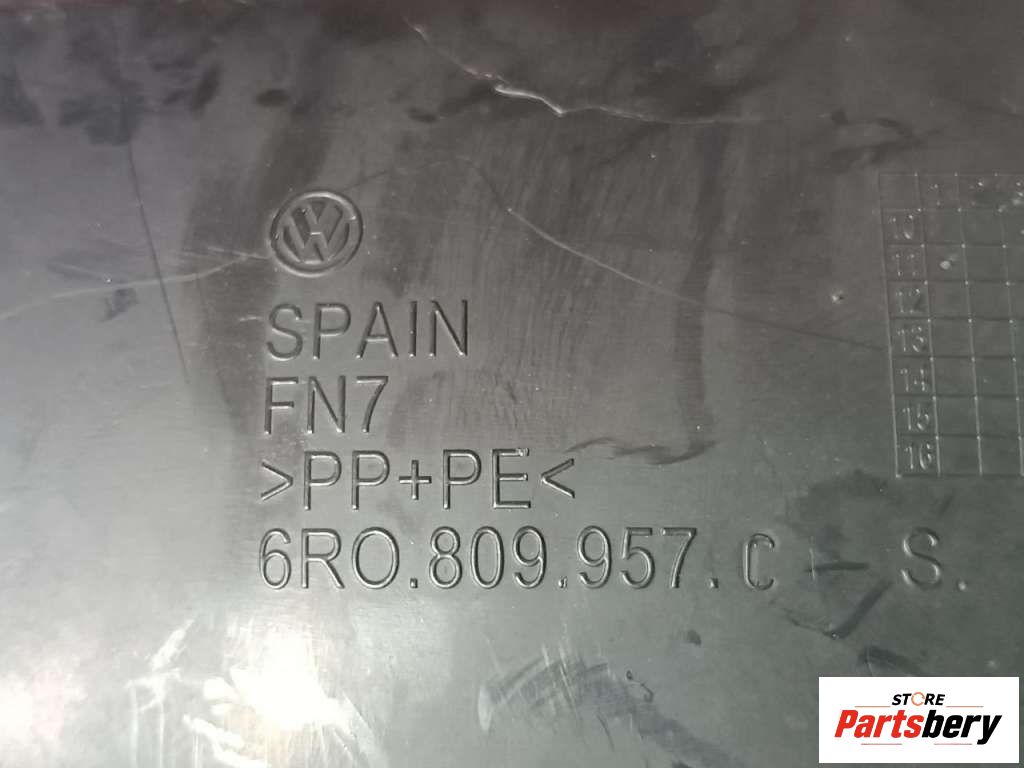 SPAIN
FN7
>PP+PE<
6R0.809.957.C S.
10
11
12
13
14
15
16
STORE
Partsbery